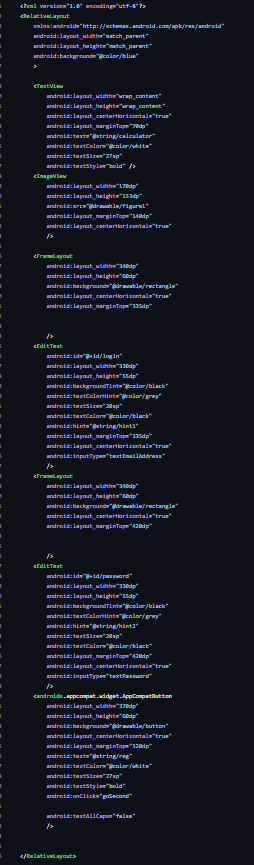 <?xml version="1.0" encoding="utf-8"?>
<RelativeLayout
xmlns:android="http://schemas.android.com/apk/res/android"
android:layout_width="match_parent"
android:layout_height="match_parent"
android:background="@color/blue"
>
<TextView
android:layout_width="wrap_content"
android:layout_height="wrap_content"
android:layout_centerHorizontal="true"
android:layout_marginTop="70dp"
android:text="@string/calculator"
android:textColor="@color/white"
android:textSize="27sp"
android:textStyle="bold" />
<ImageView
android:layout_width="170dp"
android:layout_height="153dp"
android:src="@drawable/figure1"
android:layout_marginTop="140dp"
android:layout_centerHorizontal="true"
/>
<FrameLayout
android:layout_width="340dp"
android:layout_height="60dp"
android:background="@drawable/rectangle"
android:layout_centerHorizontal="true"
android:layout_marginTop="335dp"
/>
<EditText
android:id="@+id/login"
android:layout_width="330dp"
android:layout_height="55dp"
android:backgroundTint="@color/black"
android:textColorHint="@color/grey"
android:textSize="20sp"
android:textColor="@color/black"
android:hint="@string/hint1"
android:layout_marginTop="335dp"
android:layout_centerHorizontal="true"
android:inputType="textEmailAddress"
/>
<FrameLayout
android:layout_width="340dp"
android:layout_height="60dp"
android:background="@drawable/rectangle"
android:layout_centerHorizontal="true"
android:layout_marginTop="420dp"
/>
<EditText
android:id="@+id/password"
android:layout_width="330dp"
android:layout_height="55dp"
android:backgroundTint="@color/black"
android:textColorHint="@color/grey"
android:hint="@string/hint2"
android:textSize="20sp"
android:textColor="@color/black"
android:layout_marginTop="420dp"
android:layout_centerHorizontal="true"
android:inputType="textPassword"
/>
<androidx.appcompat.widget.AppCompatButton
android:layout_width="370dp"
android:layout_height="60dp"
android:background="@drawable/button"
android:layout_centerHorizontal="true"
android:layout_marginTop="520dp"
android:text="@string/reg"
android:textColor="@color/white"
android:textSize="27sp"
android:textStyle="bold"
android:onClick="goSecond"
android:textAllCaps="false"
/>
</RelativeLayout>